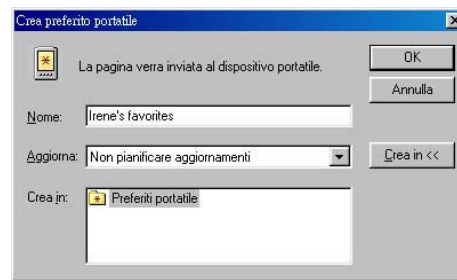 Crea preferito portatile
La pagina verra inviata al dispositivo portatile.
OK
Annulla
Nome: Irene's favorites
Aggiorna: Non pianificare aggiornamenti
Crea in <<
Crea in: Preferiti portatile